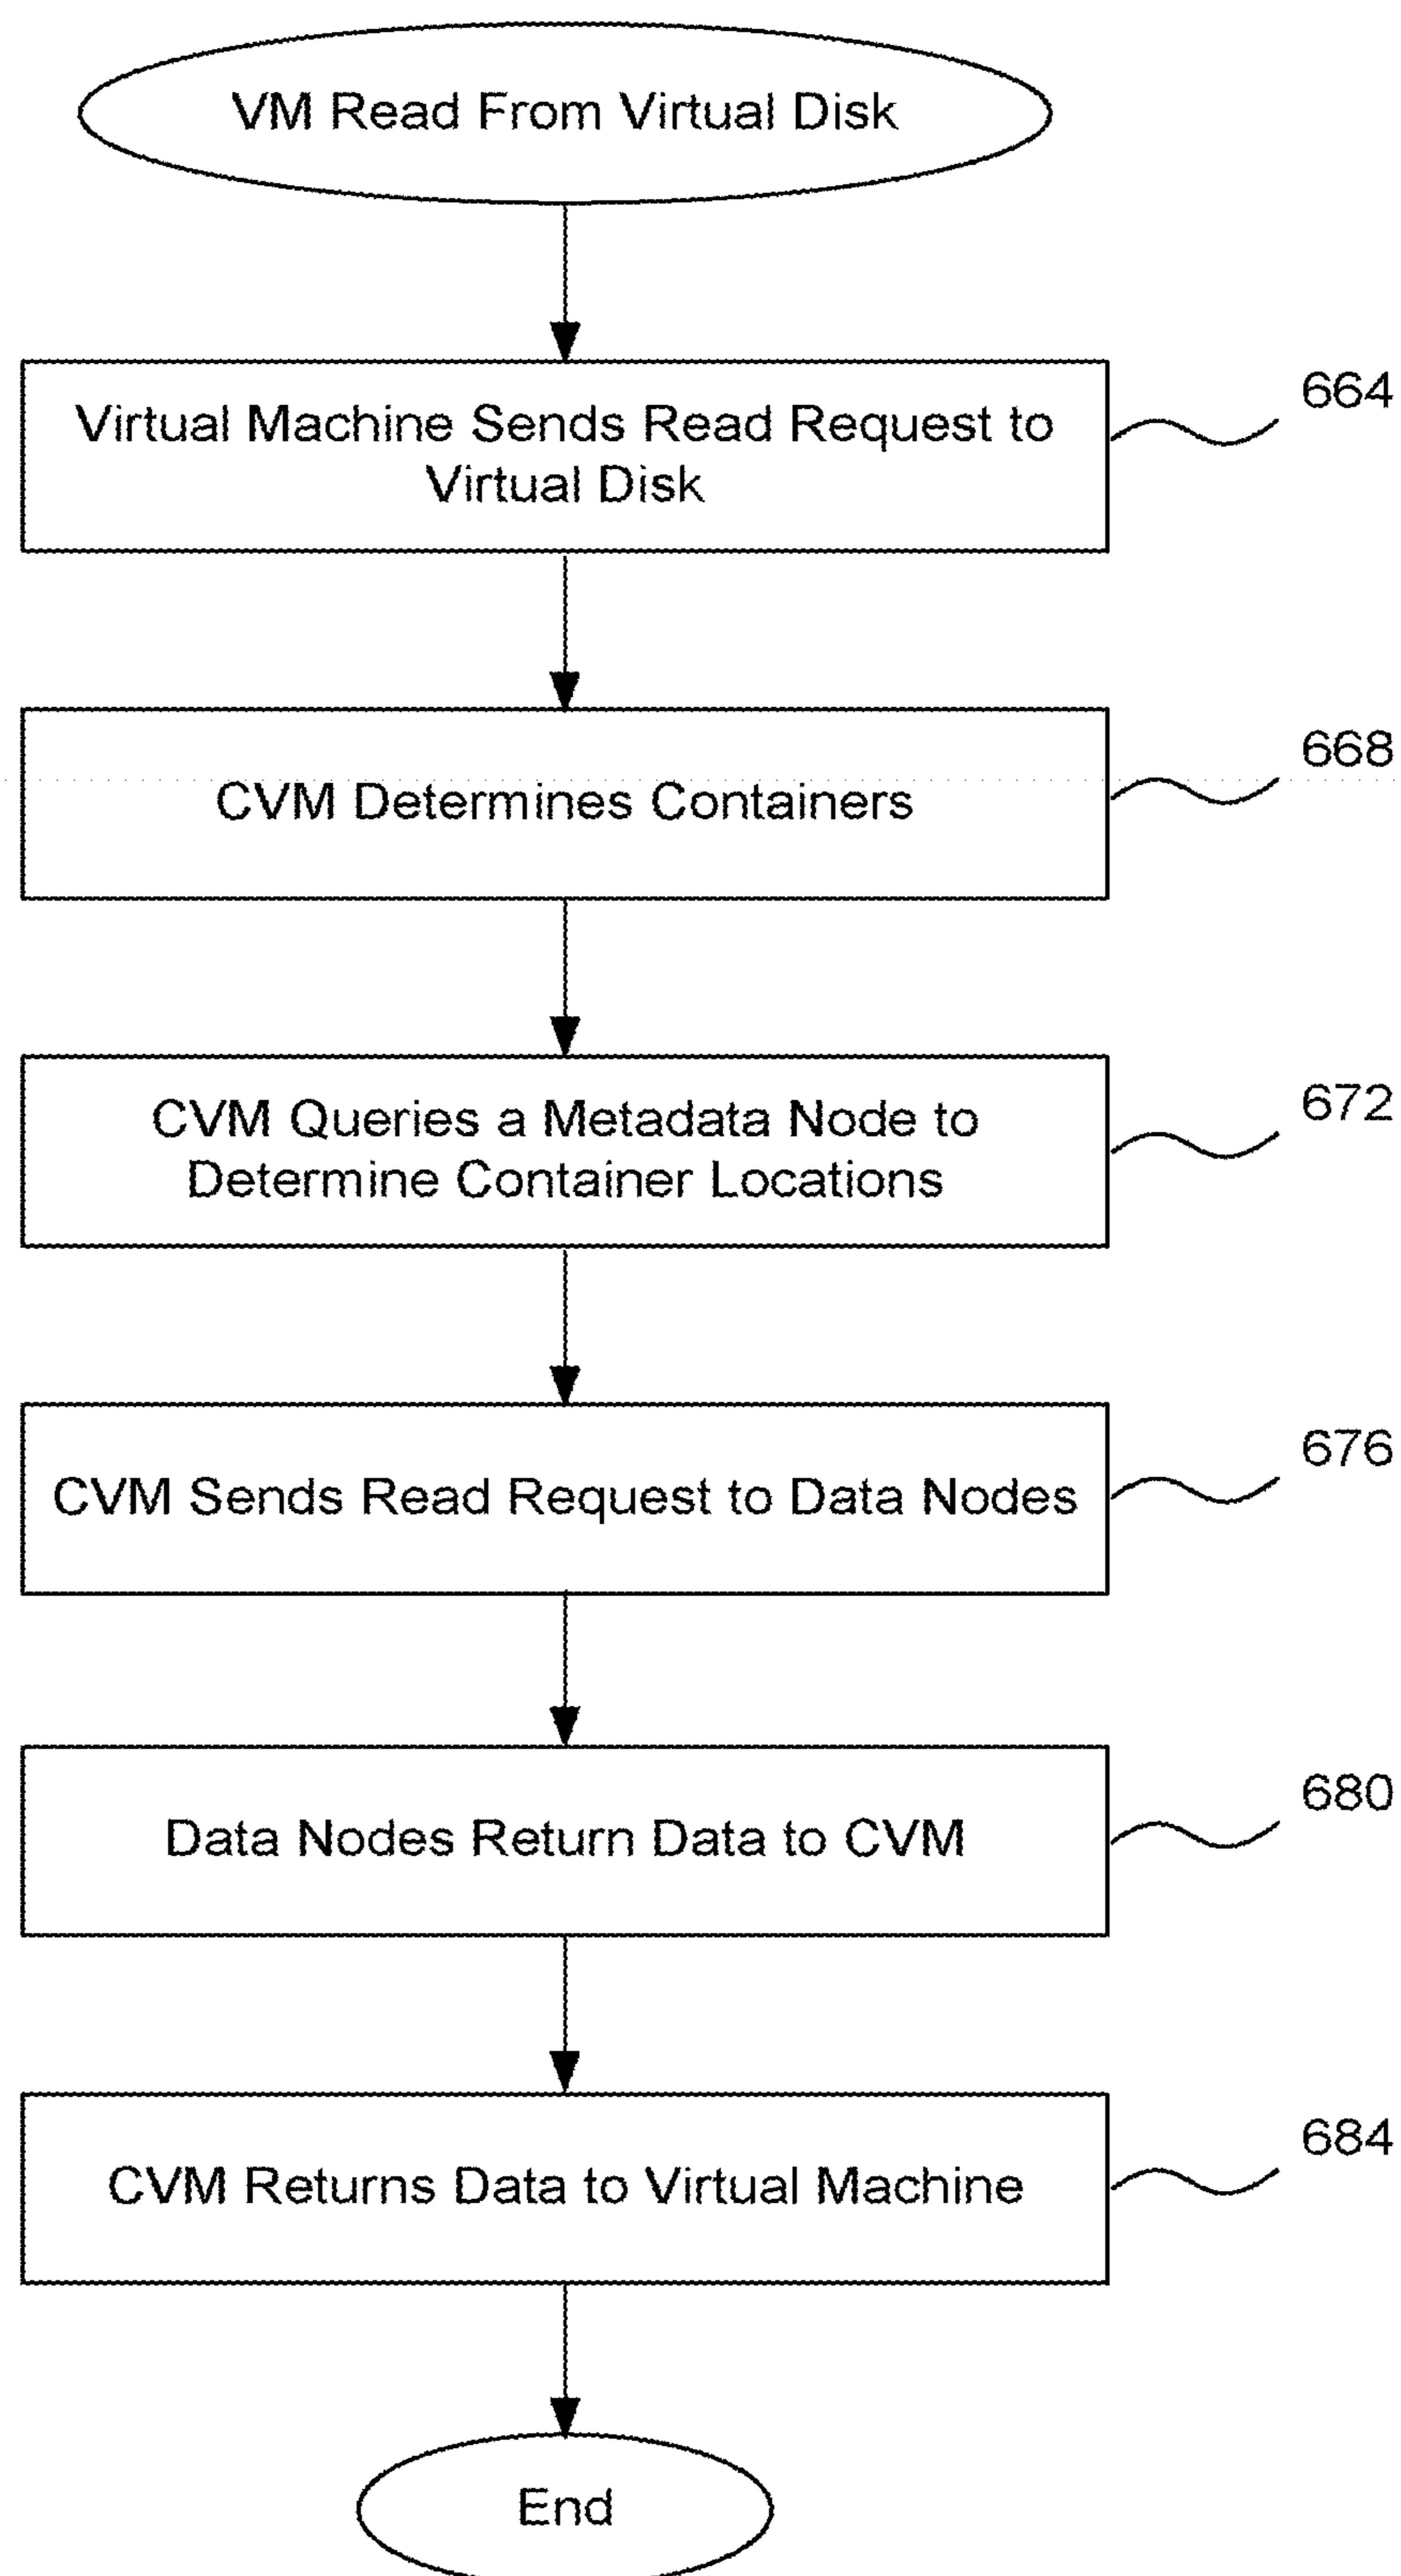 VM Read From Virtual Disk
Virtual Machine Sends Read Request to
Virtual Disk
664
CVM Determines Containers
668
CVM Queries a Metadata Node to
Determine Container Locations
672
CVM Sends Read Request to Data Nodes
676
Data Nodes Return Data to CVM
680
CVM Returns Data to Virtual Machine
684
End